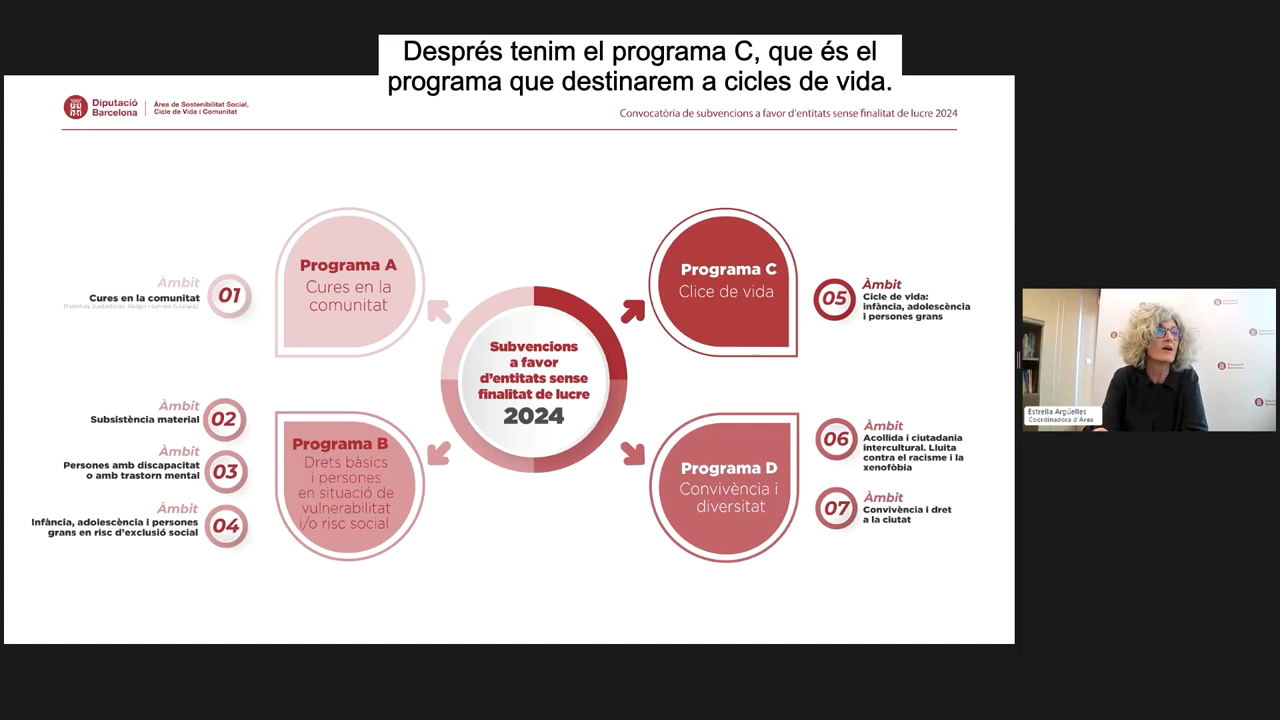 Després tenim el programa C, que és el
programa que destinarem a cicles de vida.
Diputació
Barcelona
Àrea de Sostenibilitat Social,
Cicle de Vida i Comunitat
Convocatòria de subvencions a favor d'entitats sense finalitat de lucre 2024
Àmbit
01
Cures en la comunitat
(Famílies cuidadores, Respir i serveis tutelars)
Programa A
Cures en la
comunitat
Àmbit
02
Subsistència material
Àmbit
03
Persones amb discapacitat
o amb trastorn mental
Àmbit
04
Infància, adolescència i persones
grans en risc d'exclusió social
Programa B
Drets bàsics
i persones
en situació de
vulnerabilitat
i/o risc social
Subvencions
a favor
d'entitats sense
finalitat de lucre
2024
Programa C
Clice de vida
05
Àmbit
Cicle de vida:
infància, adolescència
i persones grans
Programa D
Convivència i
diversitat
06
Àmbit
Acollida i ciutadania
intercultural. Lluita
contra el racisme i la
xenofòbia
07
Àmbit
Convivència i dret
a la ciutat
Estrella Argüelles
Coordinadora d'Àrea